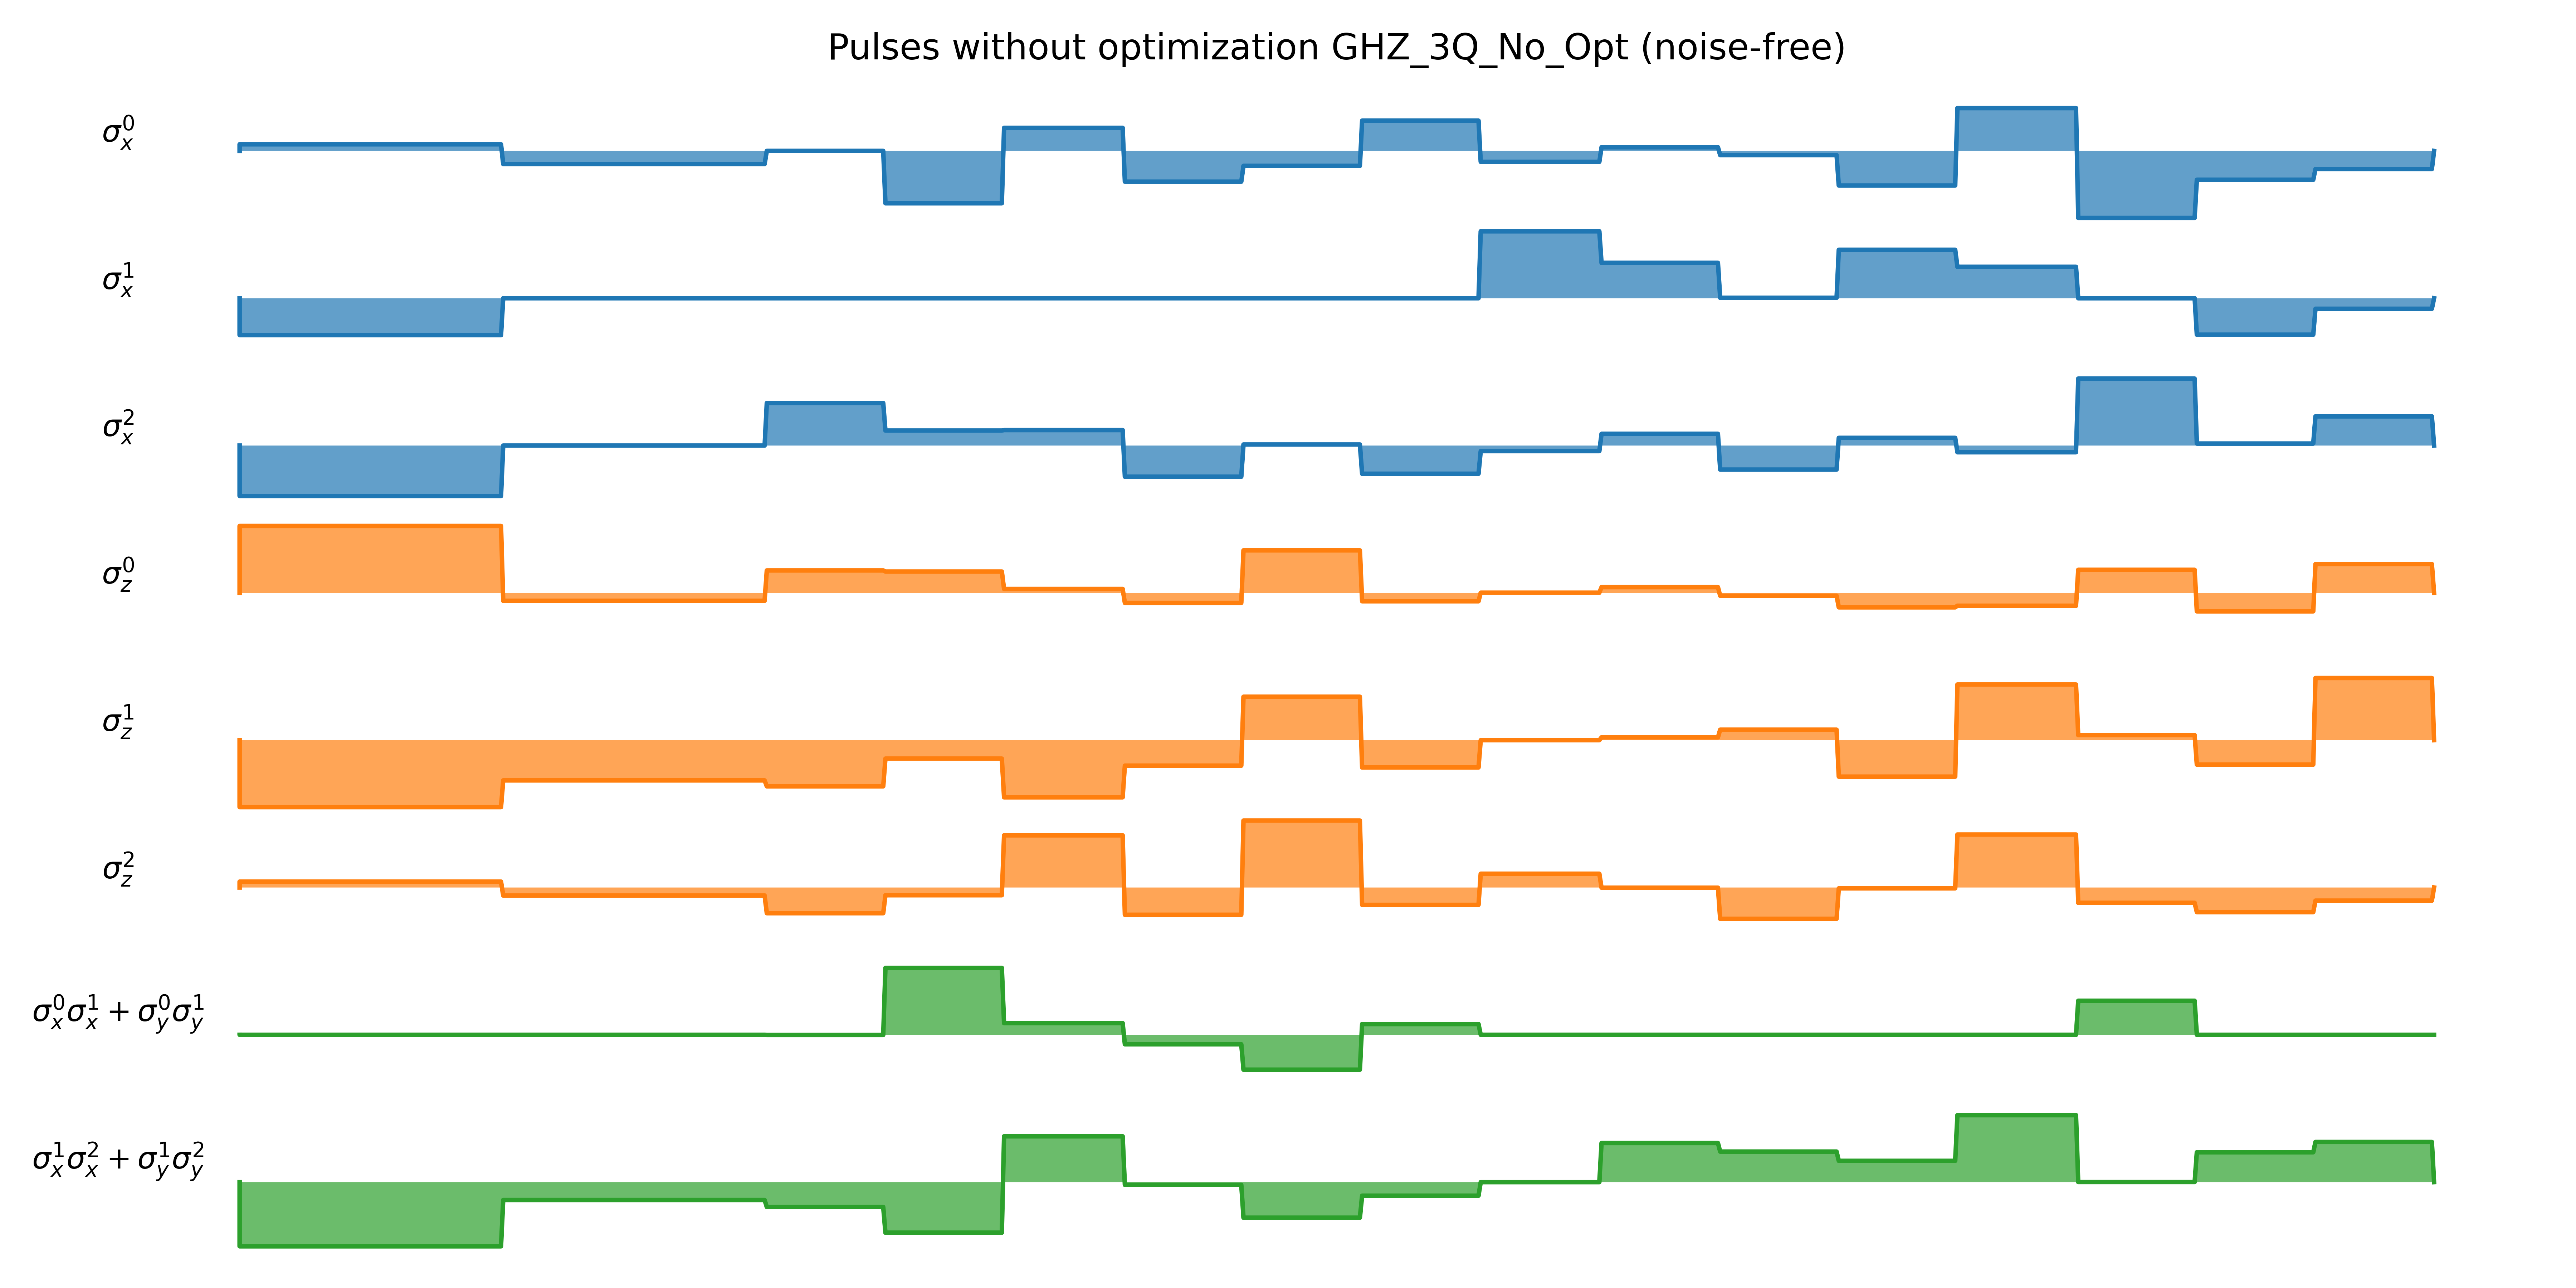 Pulses without optimization GHZ_3Q_No_Opt (noise-free)
σ_x^0
σ_x^1
σ_x^2
σ_z^0
σ_z^1
σ_z^2
σ_x^0σ_x^1 + σ_y^0σ_y^1
σ_x^1σ_x^2 + σ_y^1σ_y^2